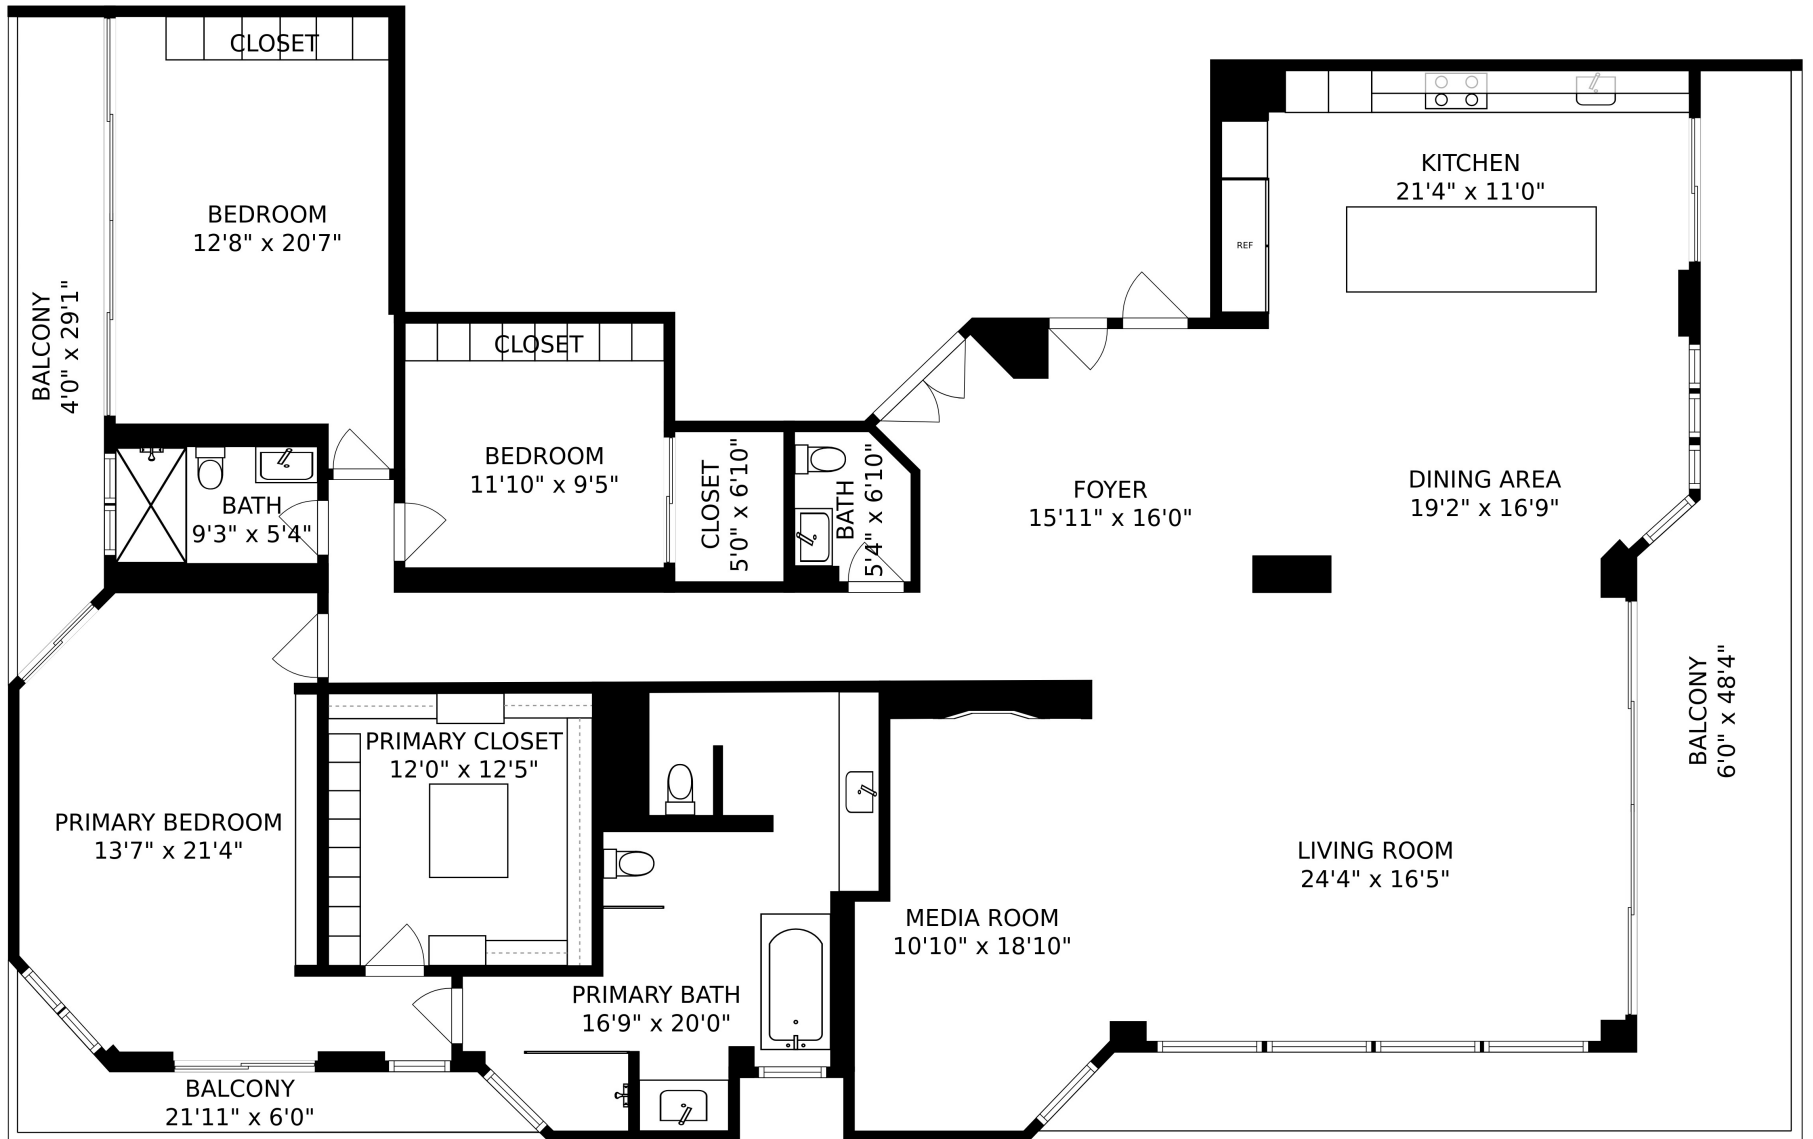 CLOSET
BEDROOM
12'8" x 20'7"
BALCONY
4'0" x 29'1"
KITCHEN
21'4" x 11'0"
REF
CLOSET
BEDROOM
11'10" x 9'5"
CLOSET
5'0" x 6'10"
BATH
5'4" x 6'10"
BATH
9'3" x 5'4"
FOYER
15'11" x 16'0"
DINING AREA
19'2" x 16'9"
BALCONY
6'0" x 48'4"
PRIMARY CLOSET
12'0" x 12'5"
PRIMARY BEDROOM
13'7" x 21'4"
LIVING ROOM
24'4" x 16'5"
MEDIA ROOM
10'10" x 18'10"
PRIMARY BATH
16'9" x 20'0"
BALCONY
21'11" x 6'0"